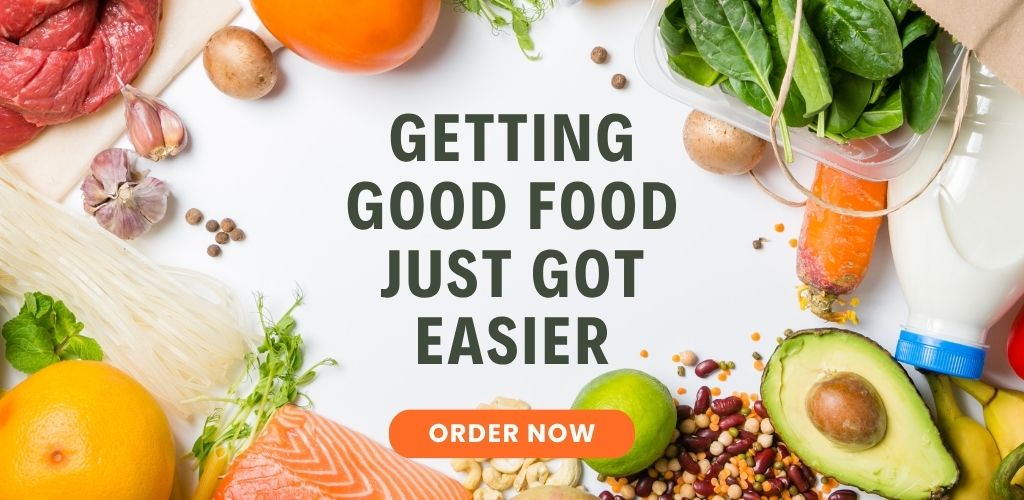 GETTING
GOOD FOOD
JUST GOT
EASIER
ORDER NOW